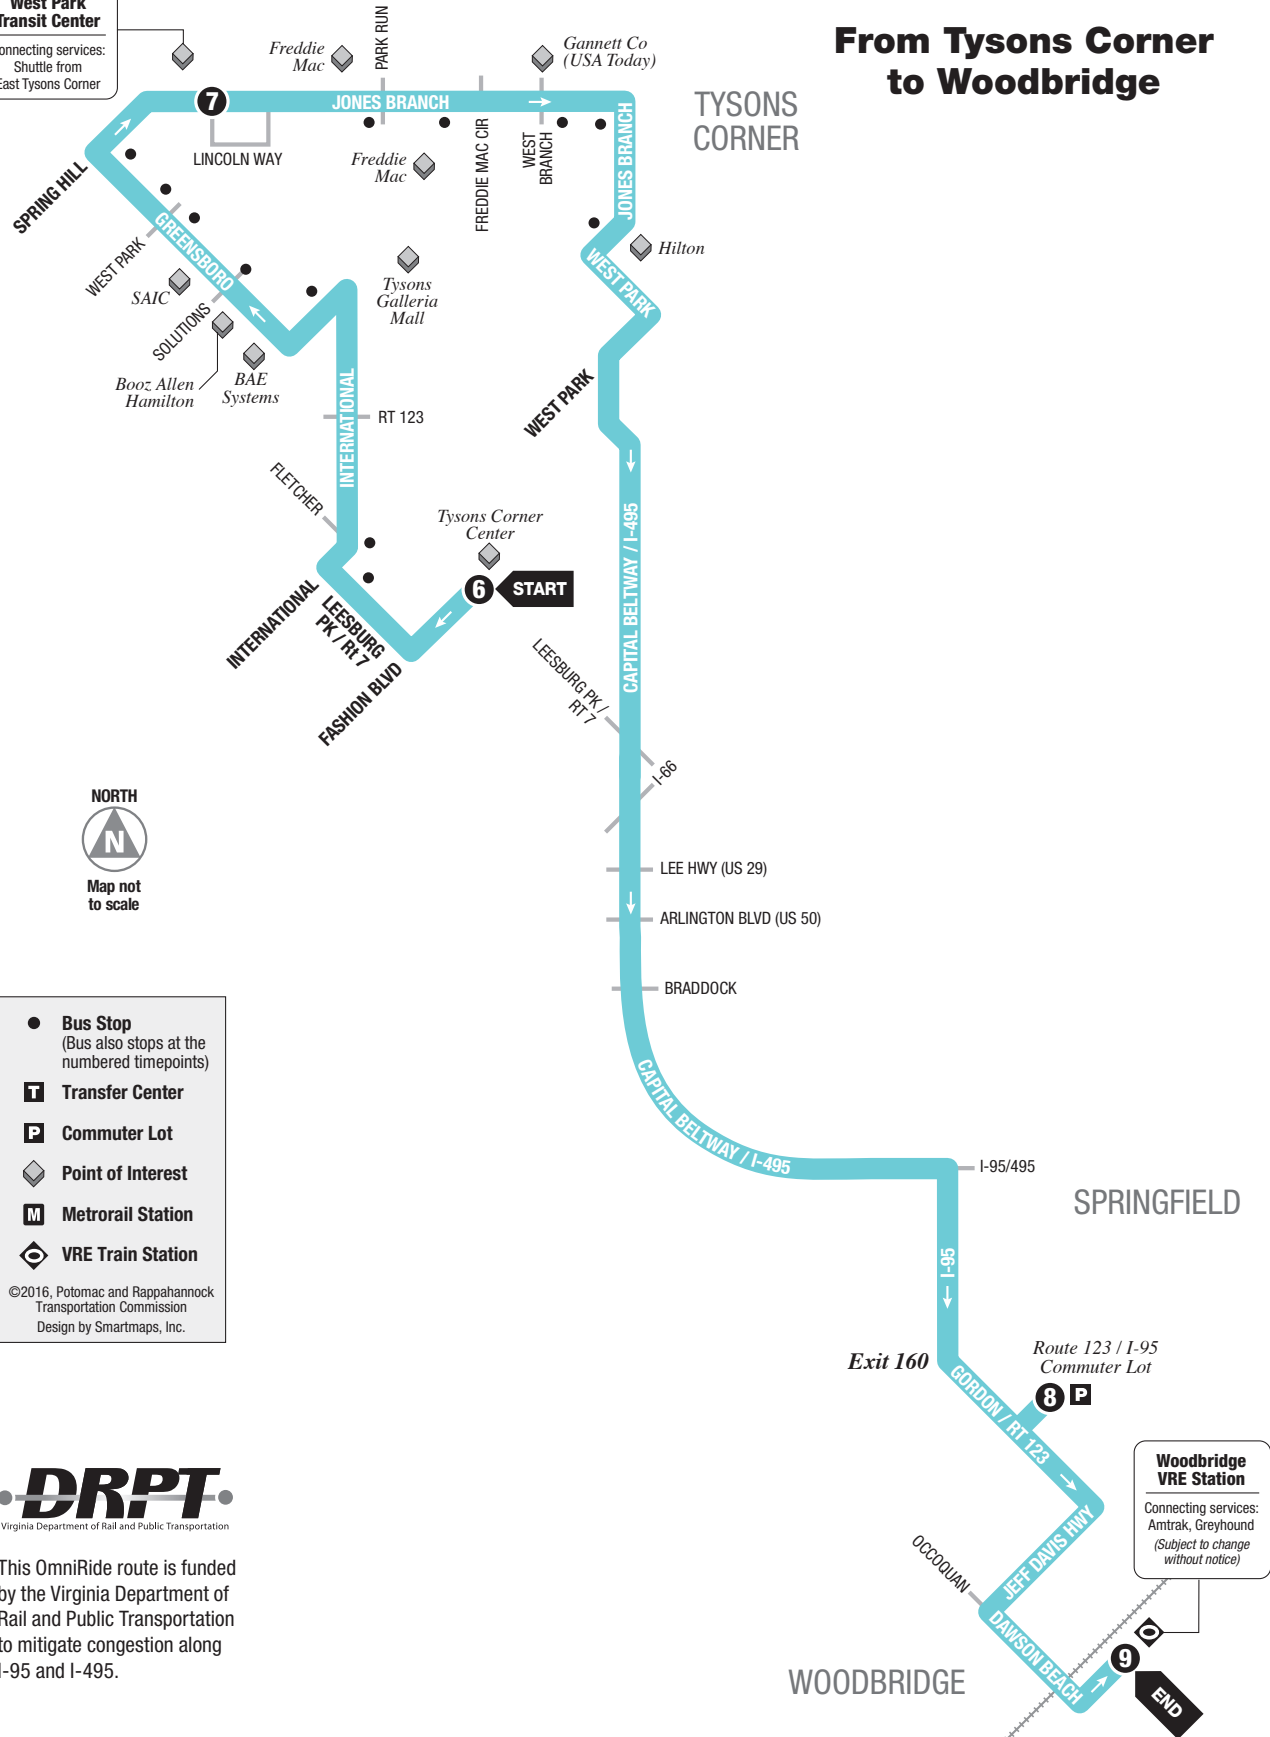 West Park
Transit Center
onnecting services:
Shuttle from
East Tysons Corner
From Tysons Corner
to Woodbridge
Freddie
Mac
PARK RUN
Gannett Co
(USA Today)
TYSONS
CORNER
7
JONES BRANCH
LINCOLN WAY
Freddie
Mac
FREDDIE MAC CIR
WEST
BRANCH
JONES BRANCH
SPRING HILL
GREENSBORO
WEST PARK
SAIC
SOLUTIONS
Booz Allen
Hamilton
BAE
Systems
Tysons
Galleria
Mall
Hilton
WEST PARK
WEST PARK
INTERNATIONAL
RT 123
FLETCHER
Tysons Corner
Center
6
START
INTERNATIONAL
LEESBURG
PK / Rt 7
FASHION BLVD
CAPITAL BELTWAY / I-495
LEESBURG PK /
RT 7
I-66
NORTH
N
Map not
to scale
LEE HWY (US 29)
ARLINGTON BLVD (US 50)
BRADDOCK
CAPITAL BELTWAY / I-495
I-95/495
SPRINGFIELD
Bus Stop
(Bus also stops at the
numbered timepoints)
T Transfer Center
P Commuter Lot
Point of Interest
M Metrorail Station
VRE Train Station
©2016, Potomac and Rappahannock
Transportation Commission
Design by Smartmaps, Inc.
I-95
Exit 160
Route 123 / I-95
Commuter Lot
8 P
GORDON / RT 123
Woodbridge
VRE Station
Connecting services:
Amtrak, Greyhound
(Subject to change
without notice)
JEFF DAVIS HWY
OCCOQUAN
DAWSON BEACH
9
END
WOODBRIDGE
DRPT
Virginia Department of Rail and Public Transportation
This OmniRide route is funded
by the Virginia Department of
Rail and Public Transportation
to mitigate congestion along
I-95 and I-495.